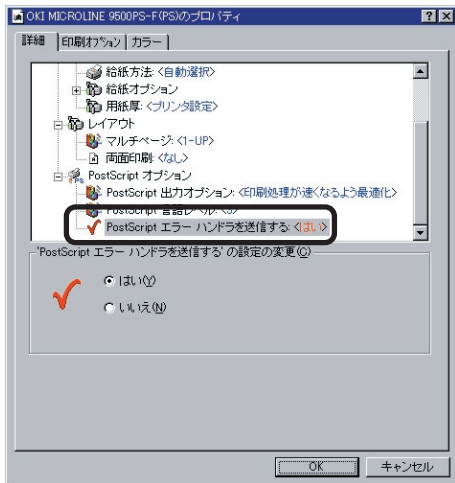 OKI MICROLINE 9500PS-F(PS)のプロパティ
詳細 印刷オプション カラー
給紙方法: <自動選択>
給紙オプション
用紙厚: <プリンタ設定>
レイアウト
マルチページ: <1-UP>
両面印刷: <なし>
PostScript オプション
PostScript 出力オプション: <印刷処理が速くなるよう最適化>
PostScript 言語レベル: <3>
PostScript エラー ハンドラを送信する: <はい>
'PostScript エラー ハンドラを送信する' の設定の変更(C)
はい(Y)
いいえ(N)
OK キャンセル